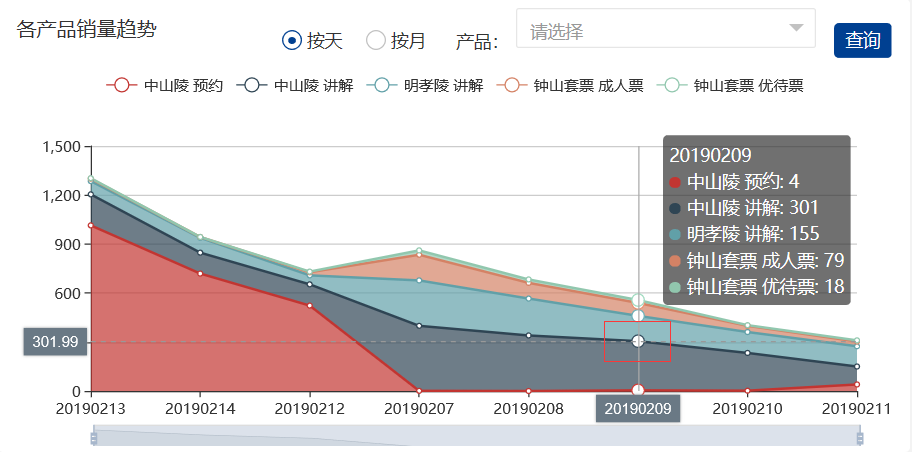 各产品销量趋势
按天 按月 产品： 请选择 查询
中山陵 预约 中山陵 讲解 明孝陵 讲解 钟山套票 成人票 钟山套票 优待票
1,500
1,200
900
600
301.99
0
20190209
中山陵 预约: 4
中山陵 讲解: 301
明孝陵 讲解: 155
钟山套票 成人票: 79
钟山套票 优待票: 18
20190213 20190214 20190212 20190207 20190208 20190209 20190210 20190211